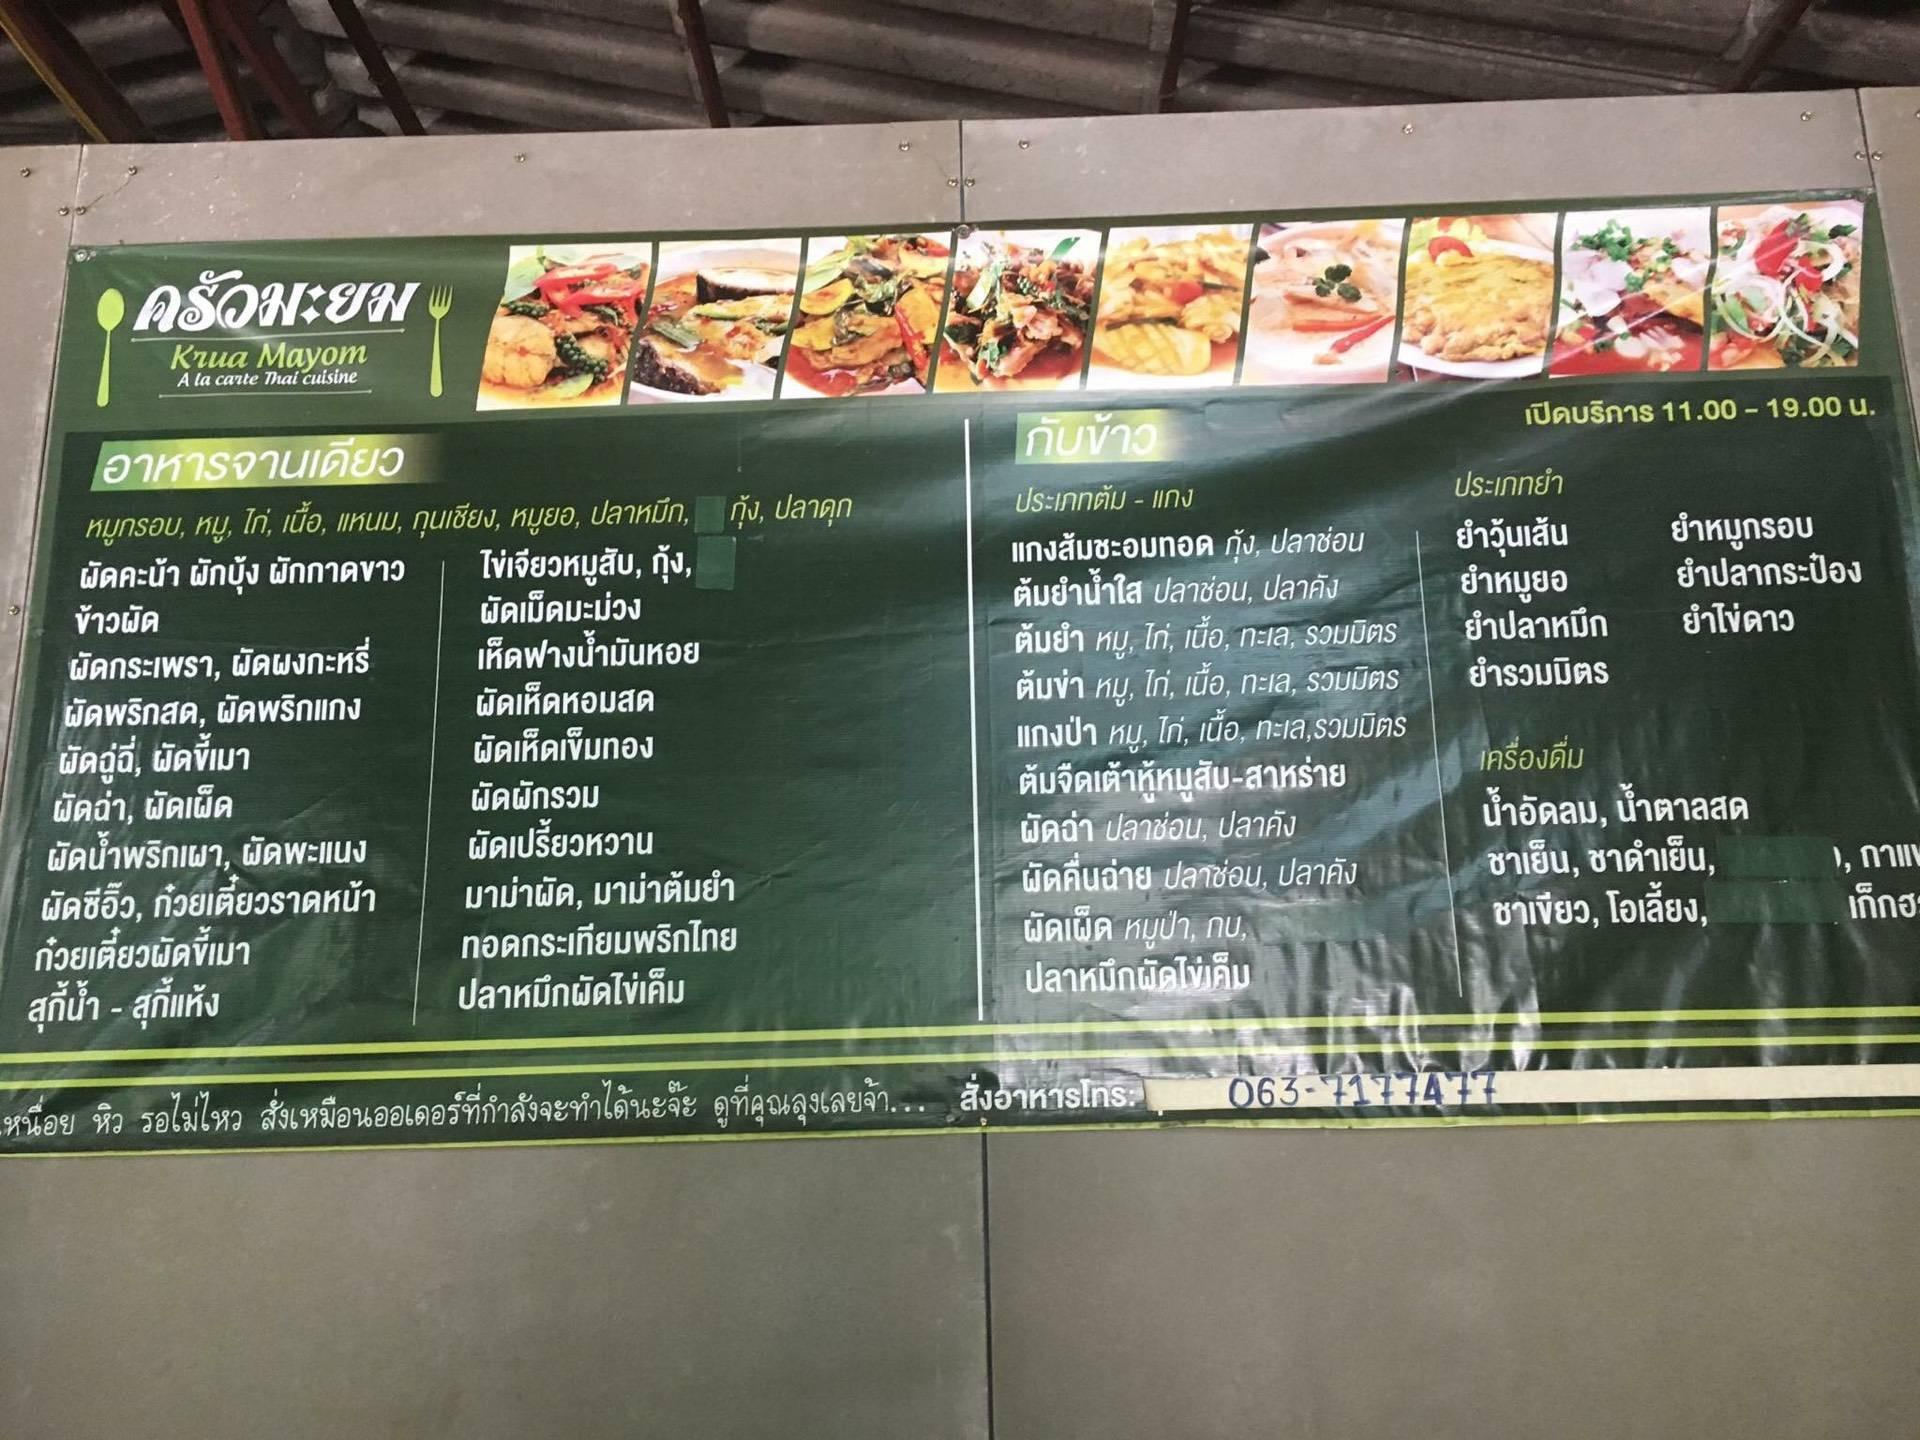 ครัวมะยม
Krua Mayom
A la carte Thai cuisine
อาหารจานเดียว
หมูกรอบ, หมู, ไก่, เนื้อ, แหนม, กุนเชียง, หมูยอ, ปลาหมึก, กุ้ง, ปลาดุก
ผัดคะน้า ผักบุ้ง ผักกาดขาว
ข้าวผัด
ผัดกระเพรา, ผัดผงกะหรี่
ผัดพริกสด, ผัดพริกแกง
ผัดฉู่ฉี่, ผัดขี้เมา
ผัดฉ่า, ผัดเผ็ด
ผัดน้ำพริกเผา, ผัดพะแนง
ผัดซีอิ๊ว, ก๋วยเตี๋ยวราดหน้า
ก๋วยเตี๋ยวผัดขี้เมา
สุกี้น้ำ - สุกี้แห้ง
ไข่เจียวหมูสับ, กุ้ง,
ผัดเม็ดมะม่วง
เห็ดฟางน้ำมันหอย
ผัดเห็ดหอมสด
ผัดเห็ดเข็มทอง
ผัดผักรวม
ผัดเปรี้ยวหวาน
มาม่าผัด, มาม่าต้มยำ
ทอดกระเทียมพริกไทย
ปลาหมึกผัดไข่เค็ม
เปิดบริการ 11.00 - 19.00 น.
กับข้าว
ประเภทต้ม - แกง
แกงส้มชะอมทอด กุ้ง, ปลาช่อน
ต้มยำน้ำใส ปลาช่อน, ปลาคัง
ต้มยำ หมู, ไก่, เนื้อ, ทะเล, รวมมิตร
ต้มข่า หมู, ไก่, เนื้อ, ทะเล, รวมมิตร
แกงป่า หมู, ไก่, เนื้อ, ทะเล,รวมมิตร
ต้มจืดเต้าหู้หมูสับ-สาหร่าย
ผัดฉ่า ปลาช่อน, ปลาคัง
ผัดคื่นฉ่าย ปลาช่อน, ปลาคัง
ผัดเผ็ด หมูป่า, กบ,
ปลาหมึกผัดไข่เค็ม
ประเภทยำ
ยำวุ้นเส้น
ยำหมูยอ
ยำปลาหมึก
ยำรวมมิตร
ยำหมูกรอบ
ยำปลากระป๋อง
ยำไข่ดาว
เครื่องดื่ม
น้ำอัดลม, น้ำตาลสด
ชาเย็น, ชาดำเย็น,
ชาเขียว, โอเลี้ยง,
หิว รอไม่ไหว สั่งเหมือนออเดอร์ที่กำลังจะทำได้นะจ๊ะ ดูที่คุณลุงเลยจ้า...
สั่งอาหารโทร: 063-7177477